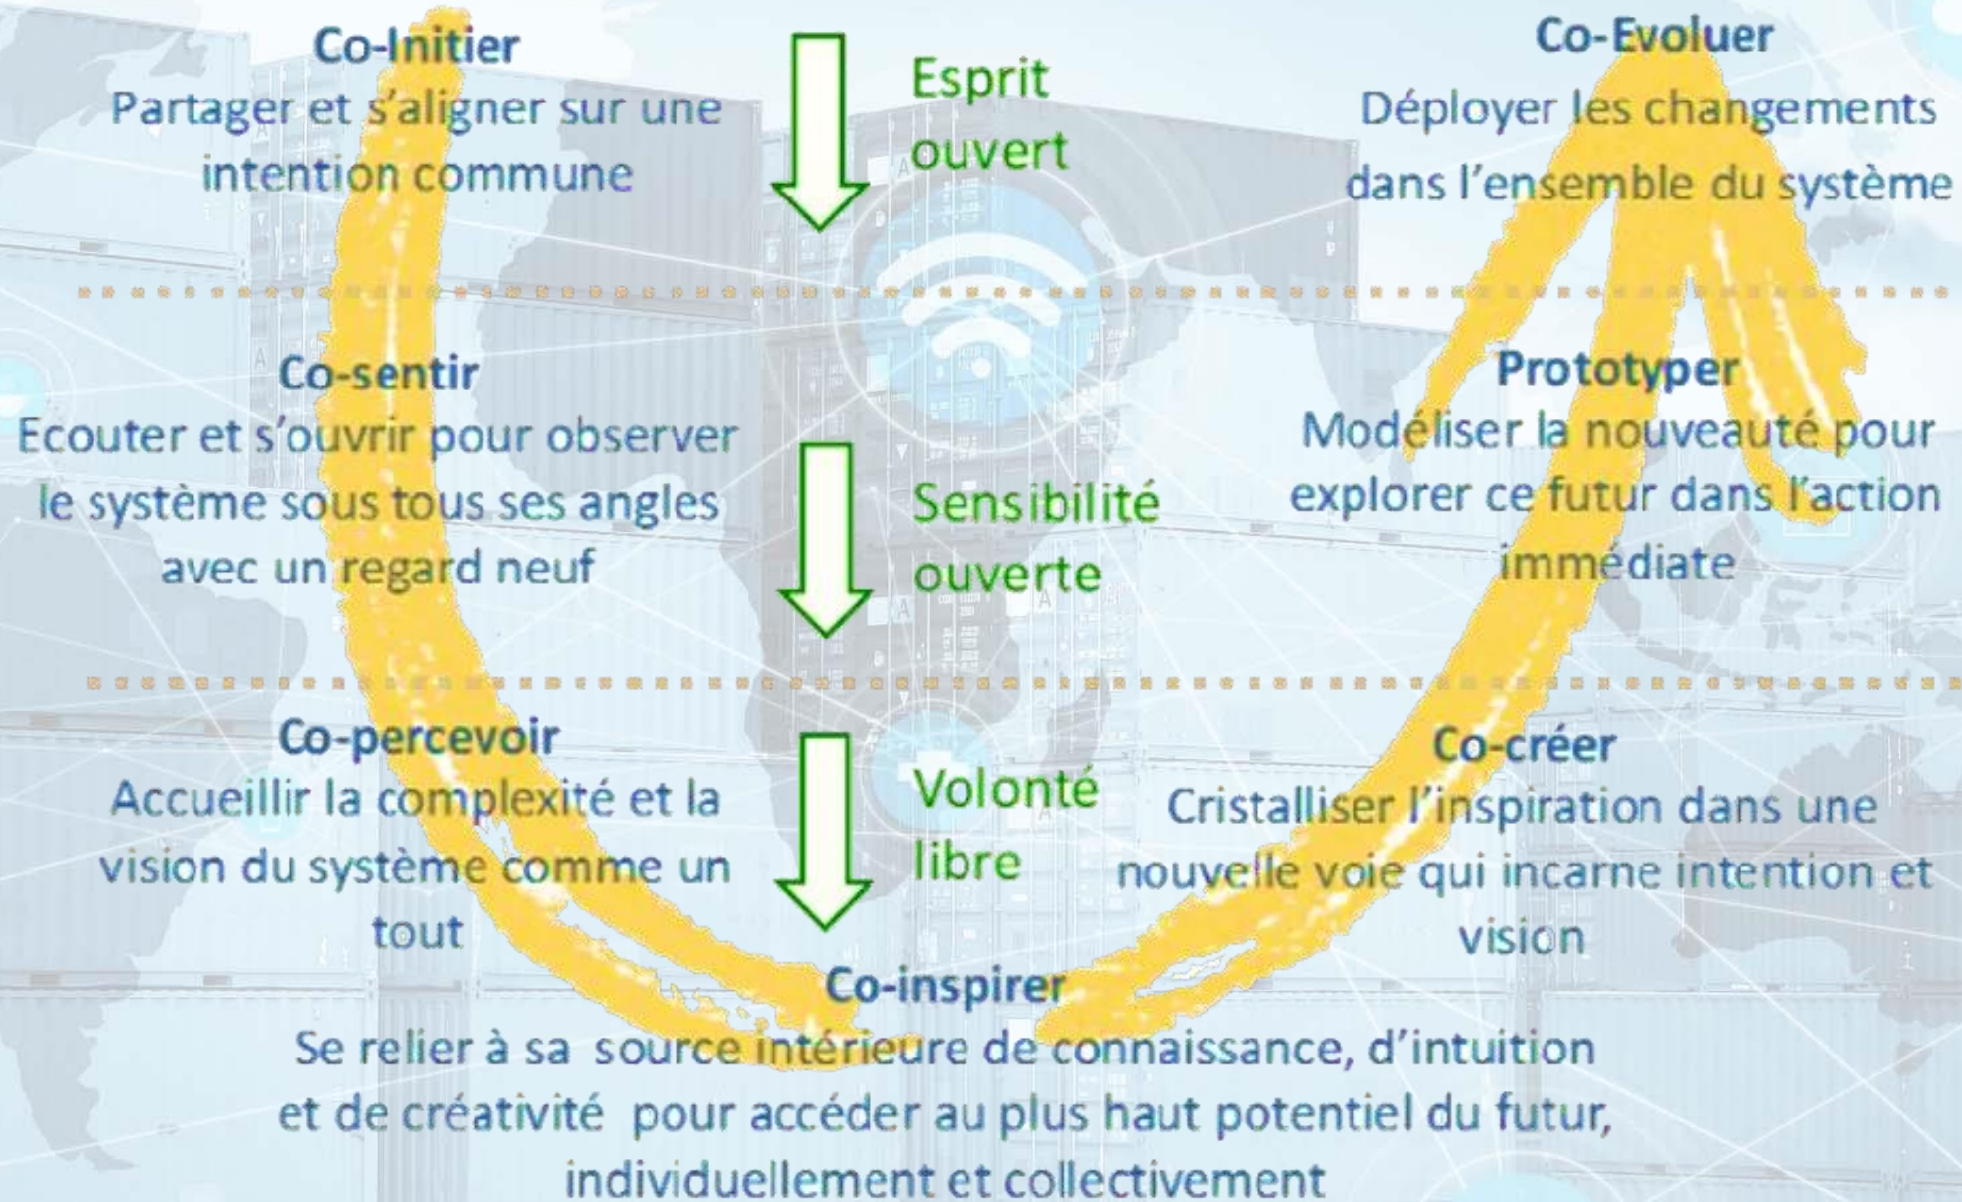 Co-Initier
Partager et s'aligner sur une
intention commune
Esprit
ouvert
Co-Evoluer
Déployer les changements
dans l'ensemble du système
Co-sentir
Ecouter et s'ouvrir pour observer
le système sous tous ses angles
avec un regard neuf
Sensibilité
ouverte
Prototyper
Modéliser la nouveauté pour
explorer ce futur dans l'action
immédiate
Co-percevoir
Accueillir la complexité et la
vision du système comme un
tout
Volonté
libre
Co-créer
Cristalliser l'inspiration dans une
nouvelle voie qui incarne intention et
vision
Co-inspirer
Se relier à sa source intérieure de connaissance, d'intuition
et de créativité pour accéder au plus haut potentiel du futur,
individuellement et collectivement